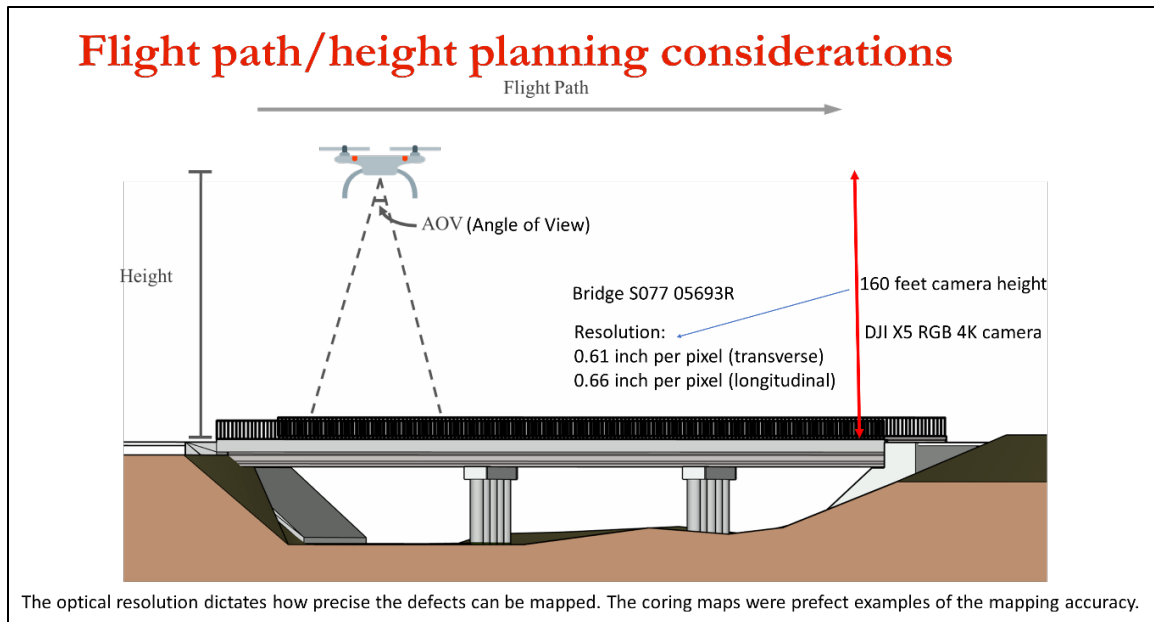 Flight path/height planning considerations
Flight Path
AOV (Angle of View)
Height
160 feet camera height
Bridge S077 05693R
Resolution:
DJI X5 RGB 4K camera
0.61 inch per pixel (transverse)
0.66 inch per pixel (longitudinal)
The optical resolution dictates how precise the defects can be mapped. The coring maps were prefect examples of the mapping accuracy.